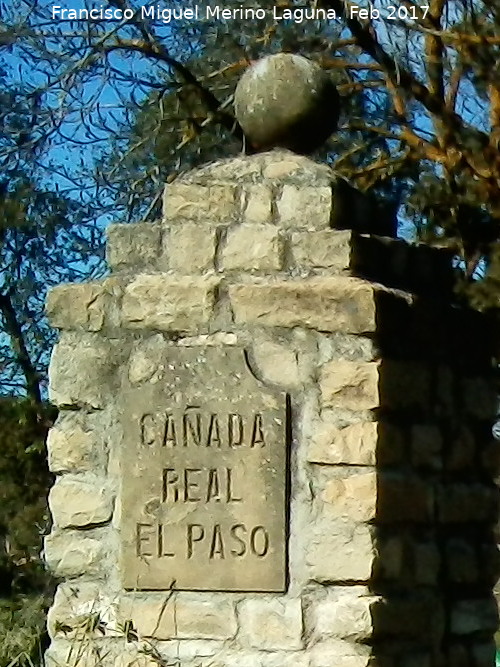 Francisco Miguel Merino Laguna. Feb 2017
CAÑADA
REAL
EL PASO